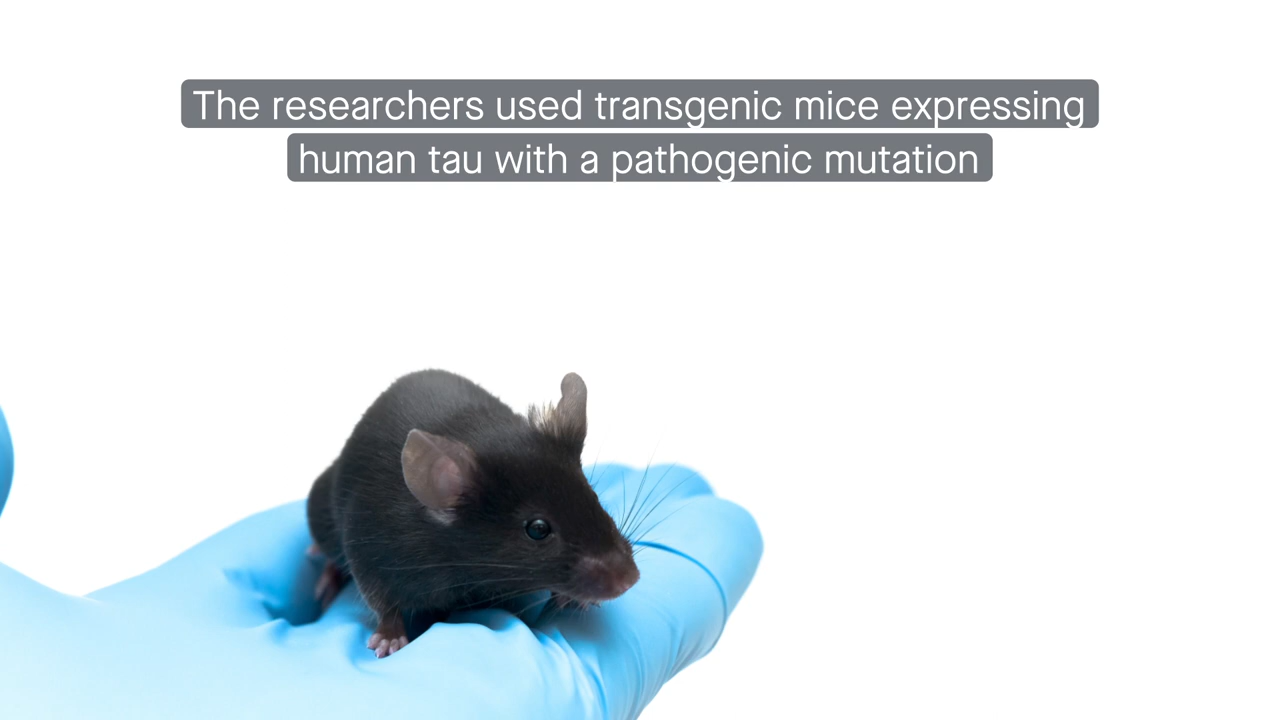 The researchers used transgenic mice expressing
human tau with a pathogenic mutation